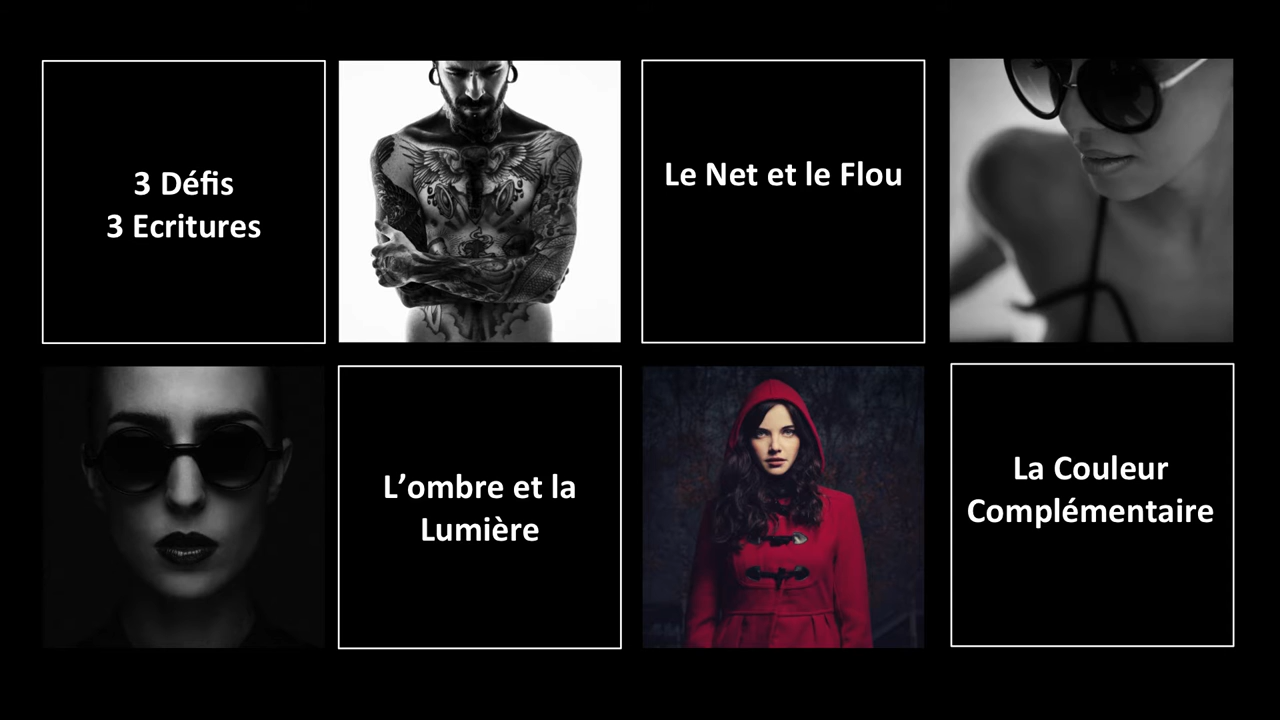 3 Défis
3 Ecritures
Le Net et le Flou
L’ombre et la
Lumière
La Couleur
Complémentaire